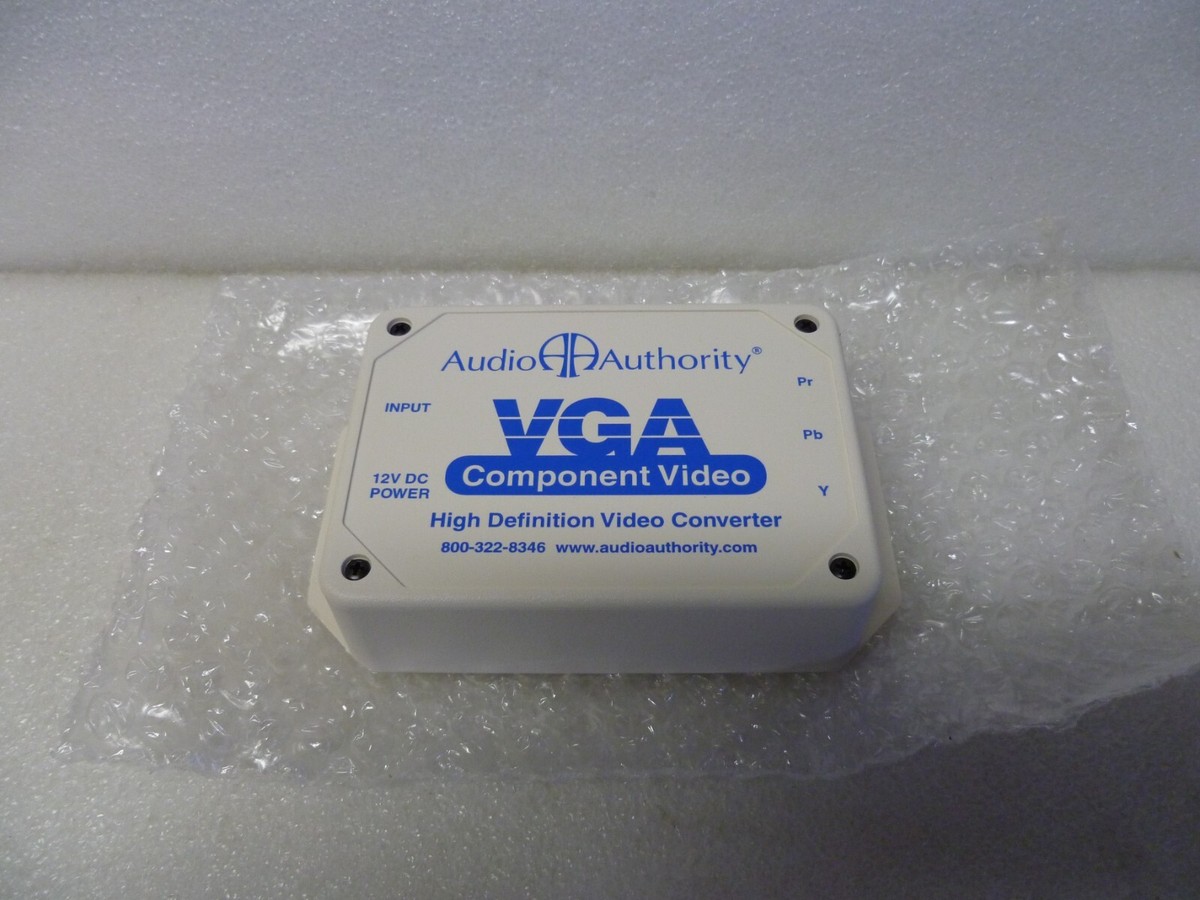 Audio AA Authority®
INPUT
Pr
VGA
Pb
Component Video
12V DC
POWER
Y
High Definition Video Converter
800-322-8346 www.audioauthority.com